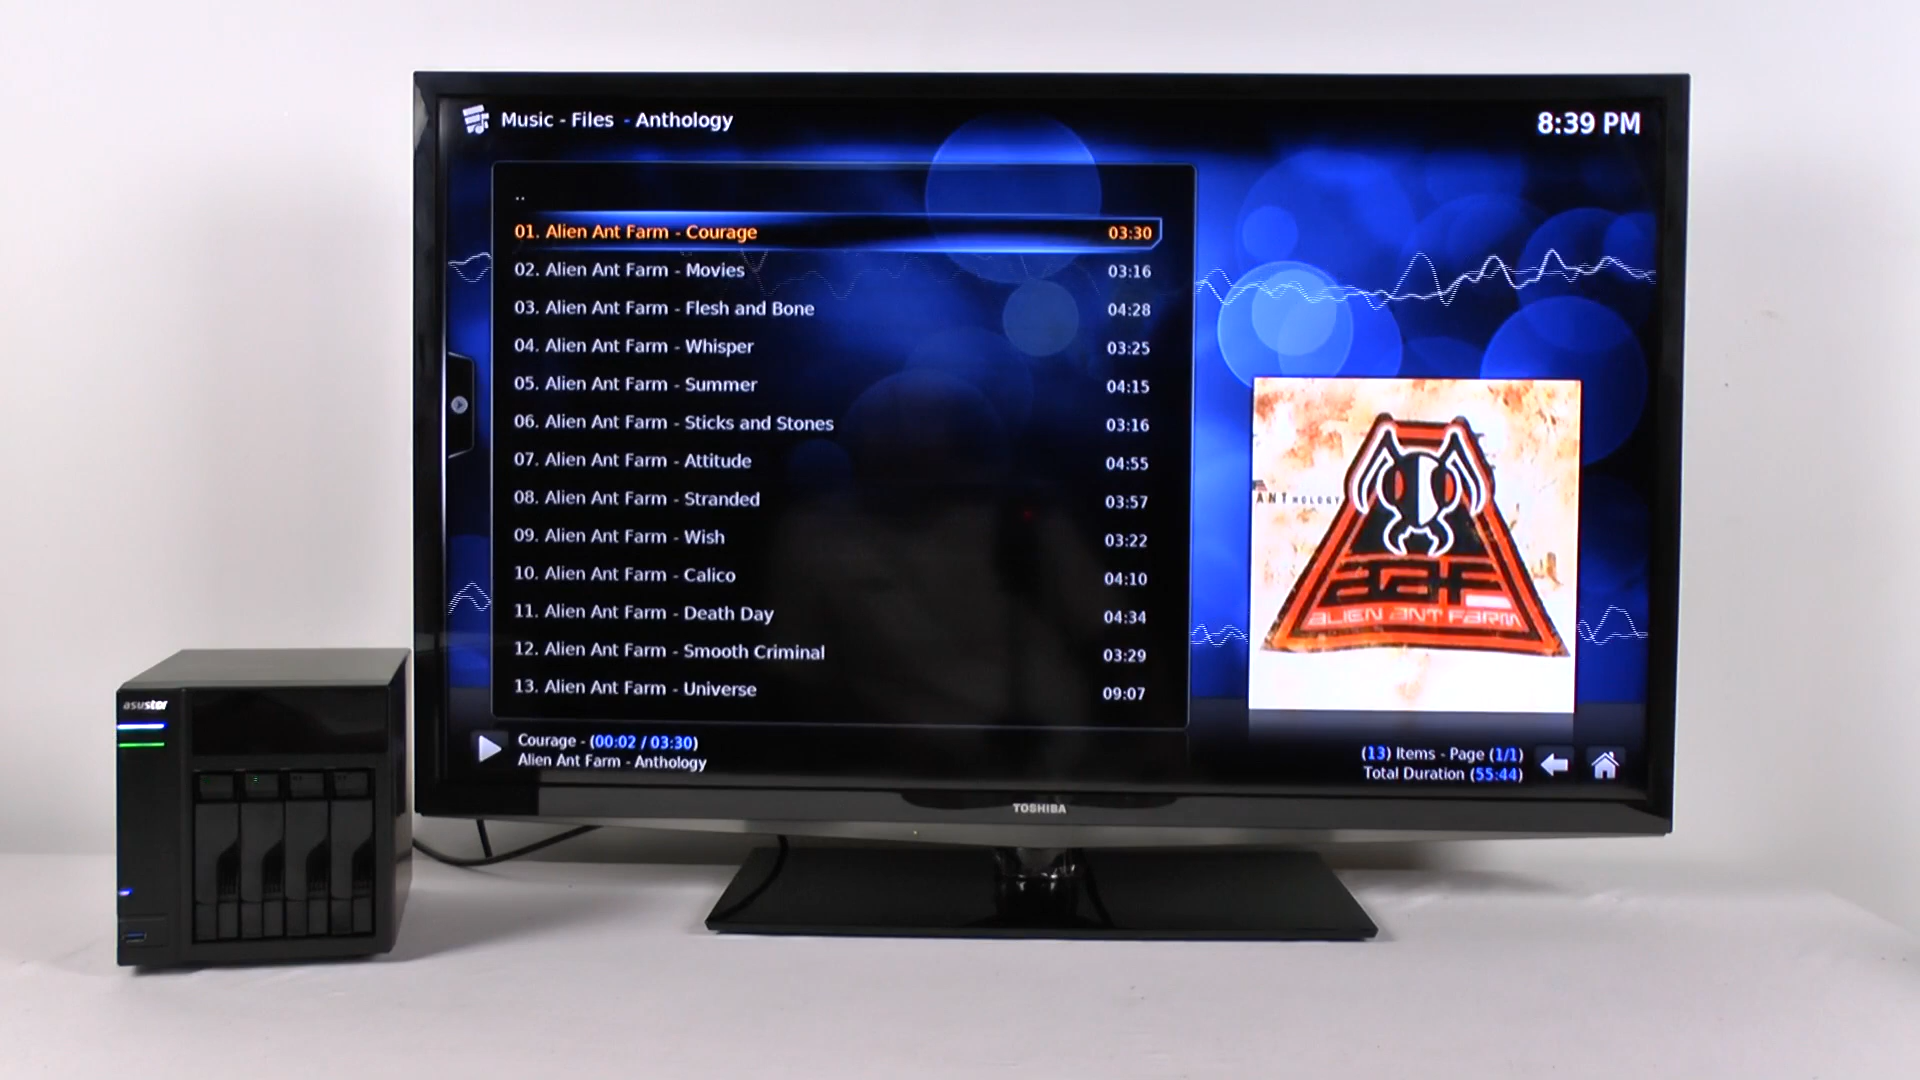 Music - Files - Anthology
8:39 PM
..
01. Alien Ant Farm - Courage 03:30
02. Alien Ant Farm - Movies 03:16
03. Alien Ant Farm - Flesh and Bone 04:28
04. Alien Ant Farm - Whisper 03:25
05. Alien Ant Farm - Summer 04:15
06. Alien Ant Farm - Sticks and Stones 03:16
07. Alien Ant Farm - Attitude 04:55
08. Alien Ant Farm - Stranded 03:57
09. Alien Ant Farm - Wish 03:22
10. Alien Ant Farm - Calico 04:10
11. Alien Ant Farm - Death Day 04:34
12. Alien Ant Farm - Smooth Criminal 03:29
13. Alien Ant Farm - Universe 09:07
ANTHOLOGY
aaf
ALIEN ANT FARM
Courage - (00:02 / 03:30)
Alien Ant Farm - Anthology
(13) Items - Page (1/1)
Total Duration (55:44)
TOSHIBA
asustor